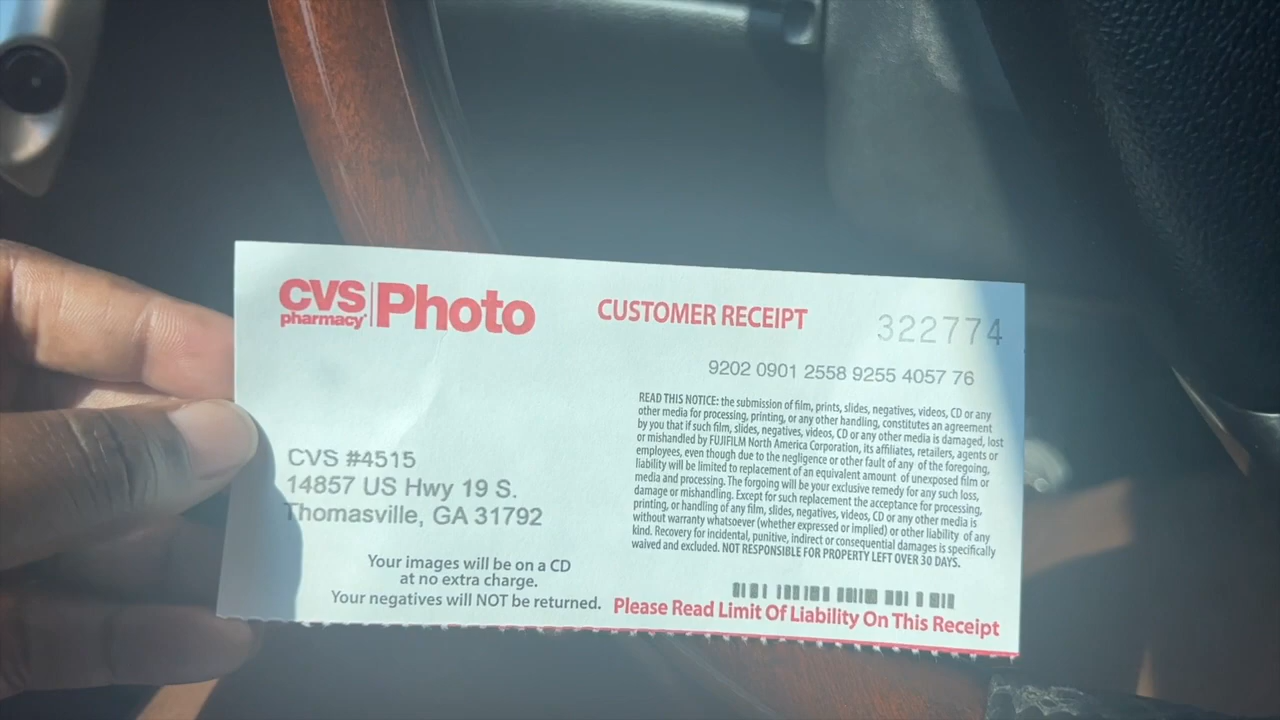 CVS pharmacy | Photo
CUSTOMER RECEIPT
322774
9202 0901 2558 9255 4057 76
READ THIS NOTICE: the submission of film, prints, slides, negatives, videos, CD or any
other media for processing, printing, or any other handling, constitutes an agreement
by you that if such film, slides, negatives, videos, CD or any other media is damaged, lost
or mishandled by FUJIFILM North America Corporation, its affiliates, retailers, agents or
employees, even though due to the negligence or other fault of any of the foregoing,
liability will be limited to replacement of an equivalent amount of unexposed film or
media and processing. The forgoing will be your exclusive remedy for any such loss,
damage or mishandling. Except for such replacement the acceptance for processing,
printing, or handling of any film, slides, negatives, videos, CD or any other media is
without warranty whatsoever (whether expressed or implied) or other liability of any
kind. Recovery for incidental, punitive, indirect or consequential damages is specifically
waived and excluded. NOT RESPONSIBLE FOR PROPERTY LEFT OVER 30 DAYS.
CVS #4515
14857 US Hwy 19 S.
Thomasville, GA 31792
Your images will be on a CD
at no extra charge.
Your negatives will NOT be returned.
Please Read Limit Of Liability On This Receipt